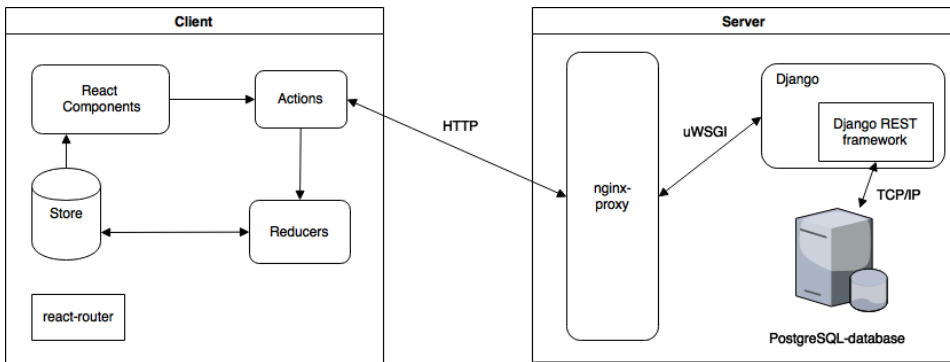 Client
React
Components
Actions
Store
Reducers
react-router
HTTP
Server
nginx-
proxy
uWSGI
Django
Django REST
framework
TCP/IP
PostgreSQL-database